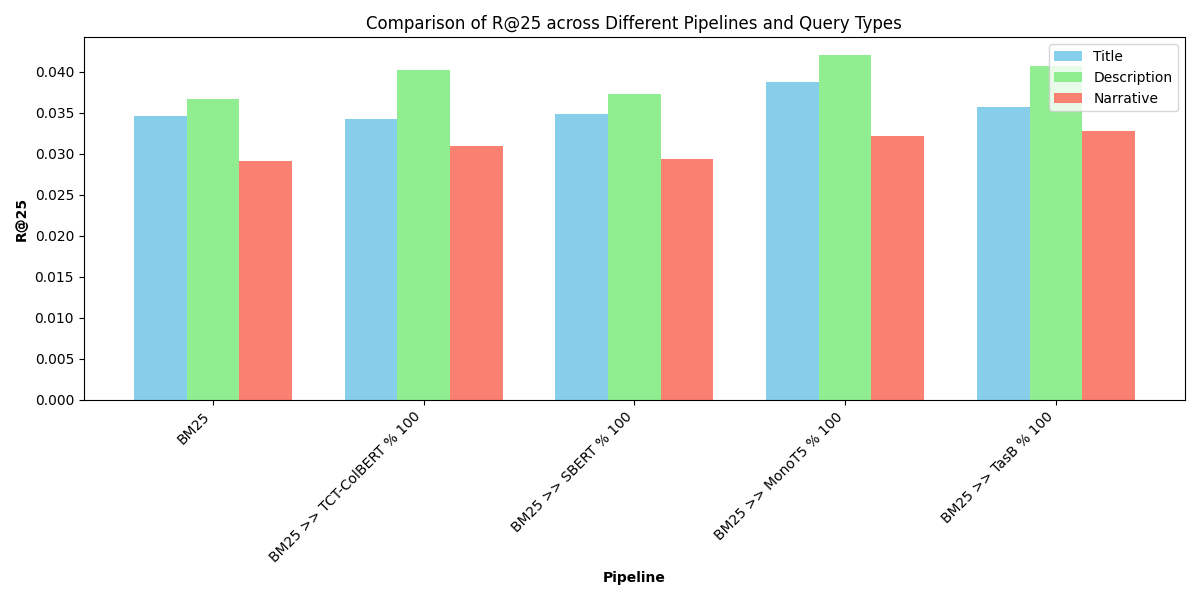 Comparison of R@25 across Different Pipelines and Query Types
Title
Description
Narrative
R@25
0.040
0.035
0.030
0.025
0.020
0.015
0.010
0.005
0.000
BM25
BM25 >> TCT-ColBERT % 100
BM25 >> SBERT % 100
BM25 >> MonoT5 % 100
BM25 >> TasB % 100
Pipeline